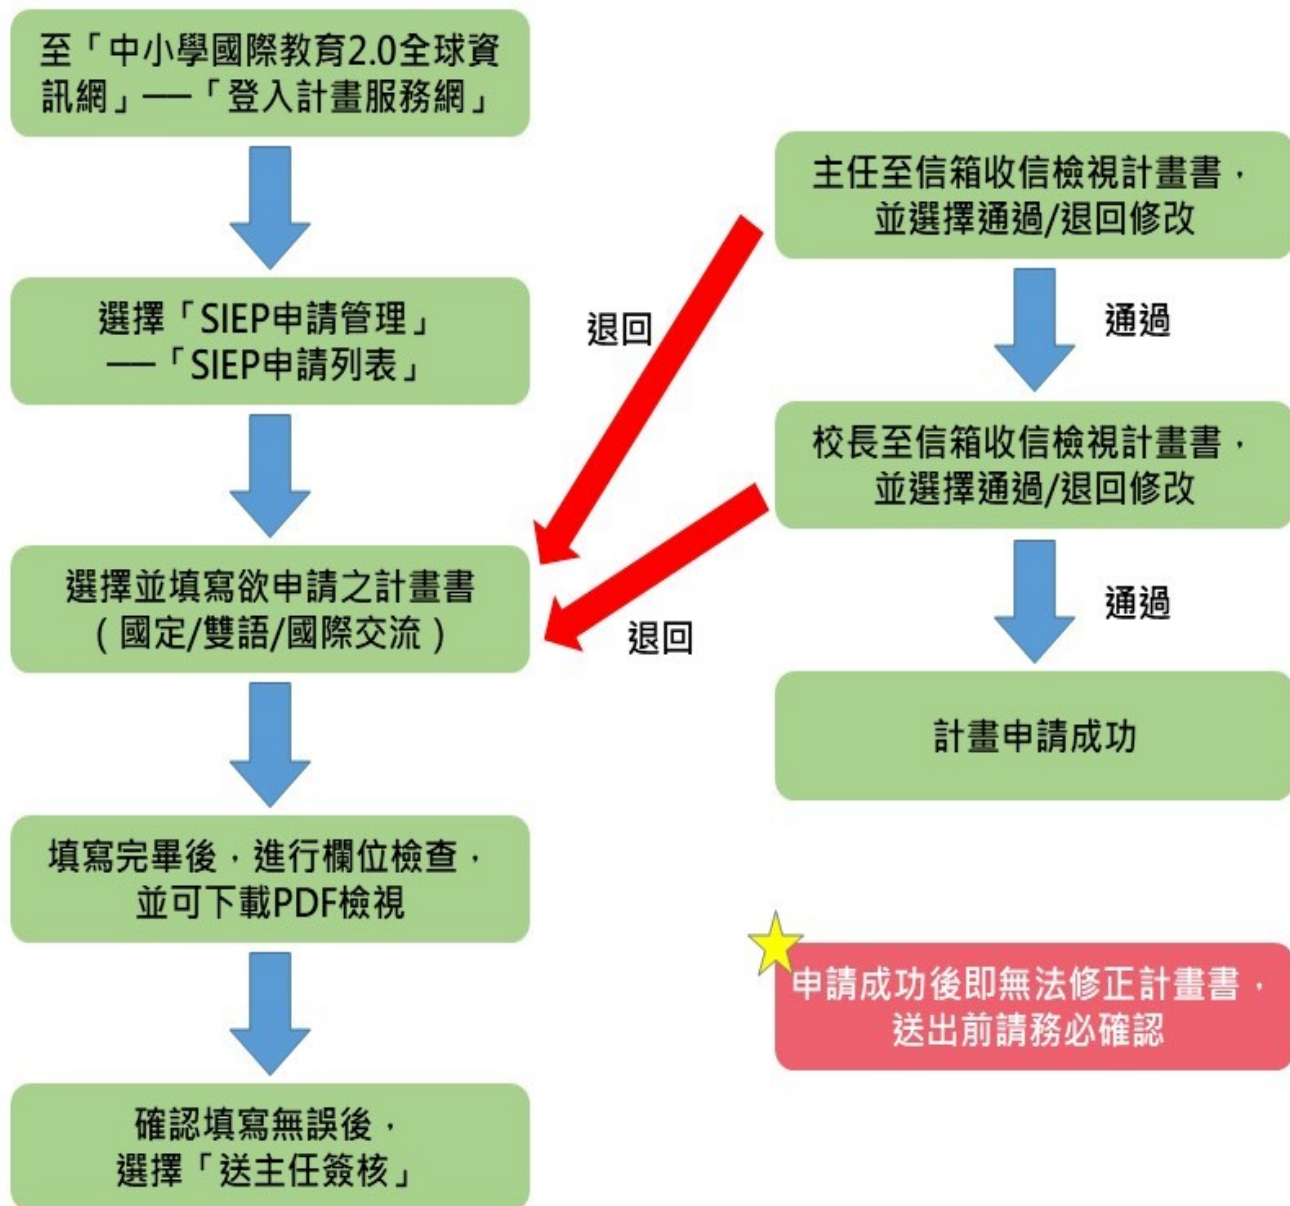 至「中小學國際教育2.0全球資
訊網」──「登入計畫服務網」
選擇「SIEP申請管理」
──「SIEP申請列表」
選擇並填寫欲申請之計畫書
(國定/雙語/國際交流)
填寫完畢後，進行欄位檢查，
並可下載PDF檢視
確認填寫無誤後，
選擇「送主任簽核」
主任至信箱收信檢視計畫書，
並選擇通過/退回修改
退回
通過
校長至信箱收信檢視計畫書，
並選擇通過/退回修改
退回
通過
計畫申請成功
申請成功後即無法修正計畫書，
送出前請務必確認